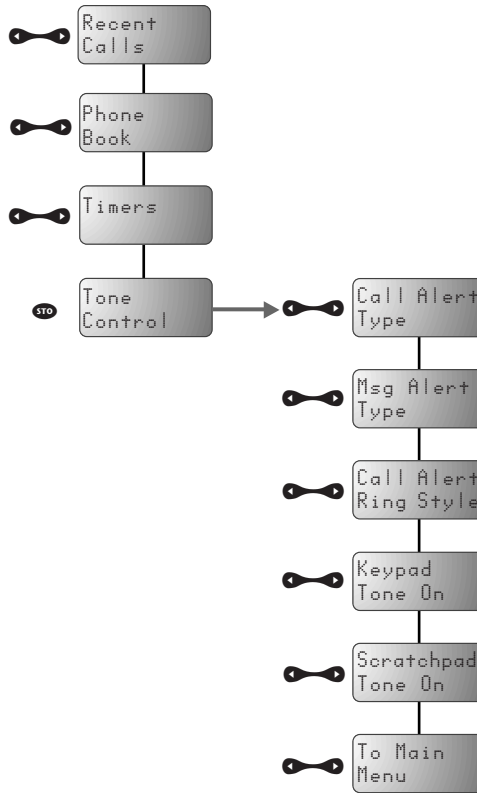 Recent
Calls
Phone
Book
Timers
STO
Tone
Control
Call Alert
Type
Msg Alert
Type
Call Alert
Ring Style
Keypad
Tone On
Scratchpad
Tone On
To Main
Menu